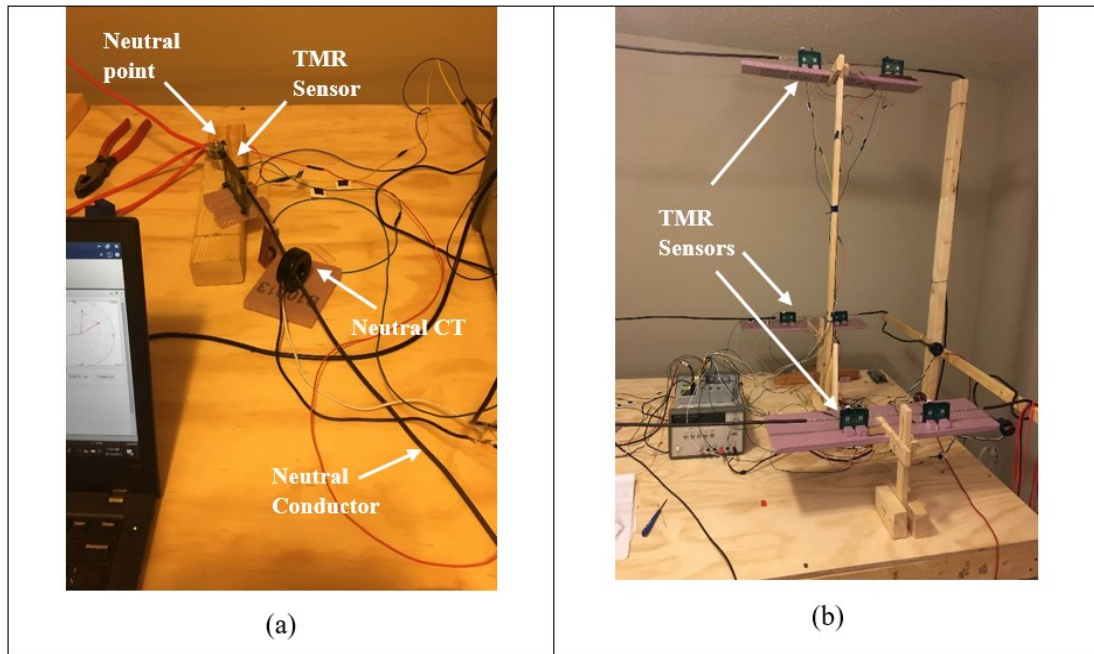 Neutral
point
TMR
Sensor
Neutral CT
Neutral
Conductor
(a)
TMR
Sensors
(b)